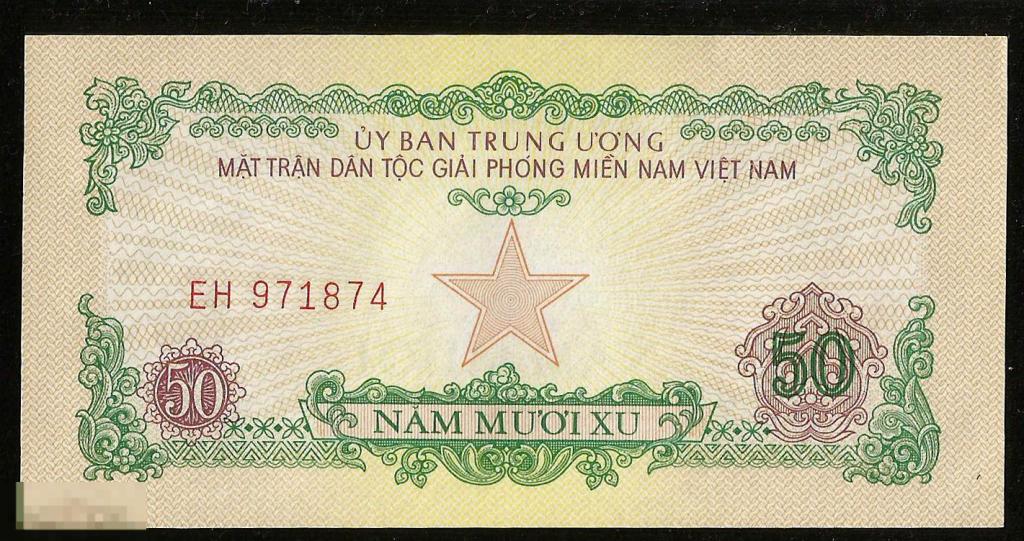 ỦY BAN TRUNG ƯƠNG
MẶT TRẬN DÂN TỘC GIẢI PHÓNG MIỀN NAM VIỆT NAM
EH 971874
50
50
NĂM MƯƠI XU